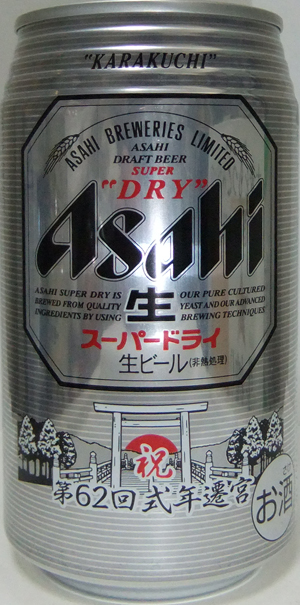 "KARAKUCHI"
ASAHI BREWERIES LIMITED
ASAHI
DRAFT BEER
SUPER
"DRY"
Asahi
ASAHI SUPER DRY IS
BREWED FROM QUALITY
INGREDIENTS BY USING
生
OUR PURE CULTURED
YEAST AND OUR ADVANCED
BREWING TECHNIQUES
スーパードライ
生ビール(非熱処理)
祝
第62回 式年遷宮
お酒